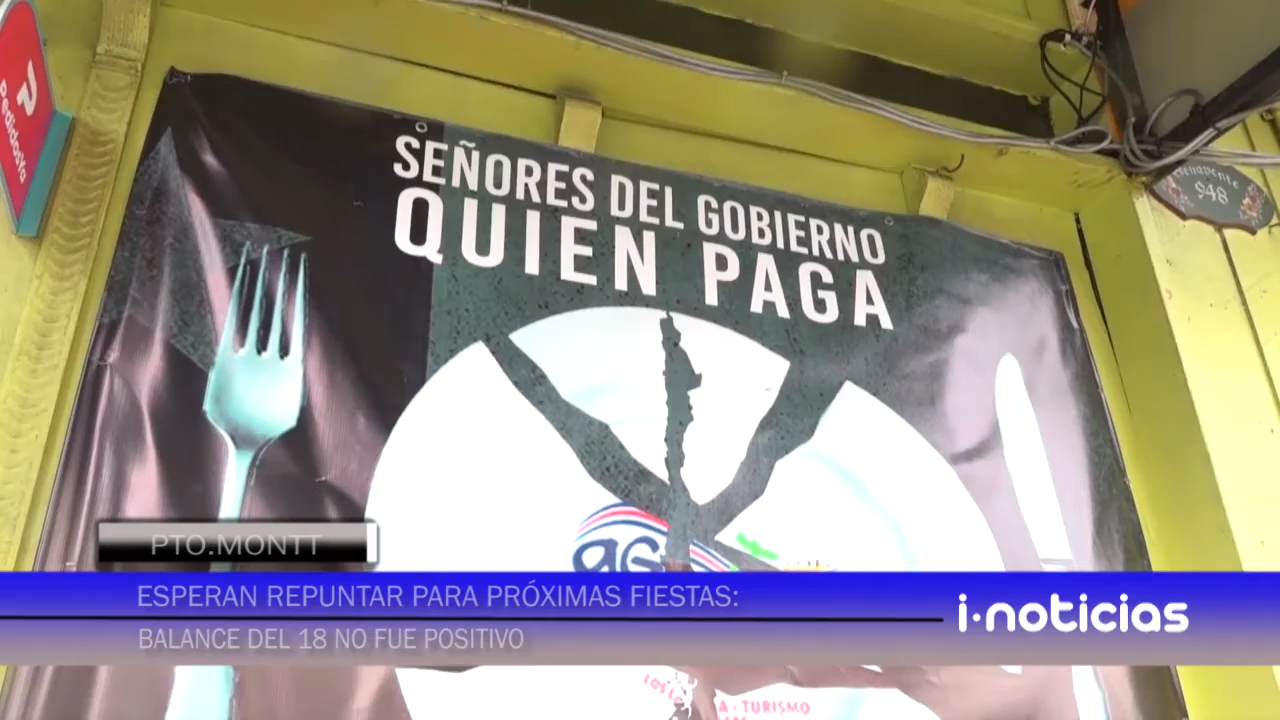 PedidosYa
SEÑORES DEL GOBIERNO
QUIEN PAGA
Benavente
948
PTO.MONTT
ESPERAN REPUNTAR PARA PRÓXIMAS FIESTAS:
BALANCE DEL 18 NO FUE POSITIVO
i·noticias
A - TURISMO